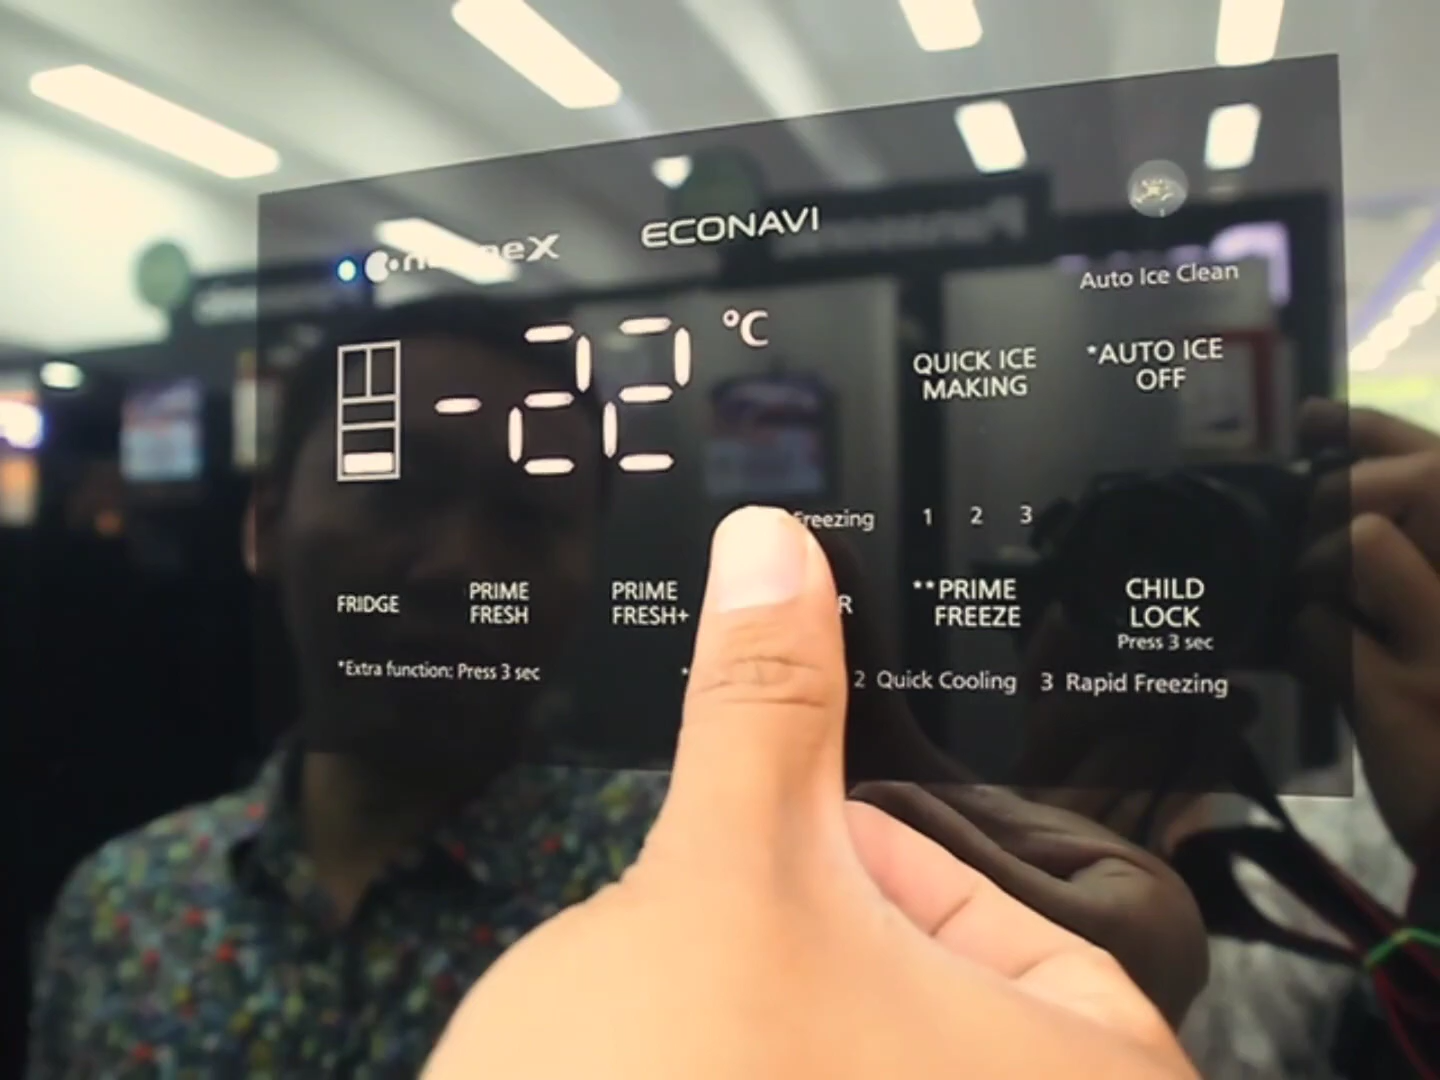 ECONAVI
Auto Ice Clean
-22 °C
QUICK ICE
MAKING
*AUTO ICE
OFF
Freezing
1 2 3
FRIDGE
PRIME
FRESH
PRIME
FRESH+
**PRIME
FREEZE
CHILD
LOCK
Press 3 sec
*Extra function: Press 3 sec
2 Quick Cooling 3 Rapid Freezing